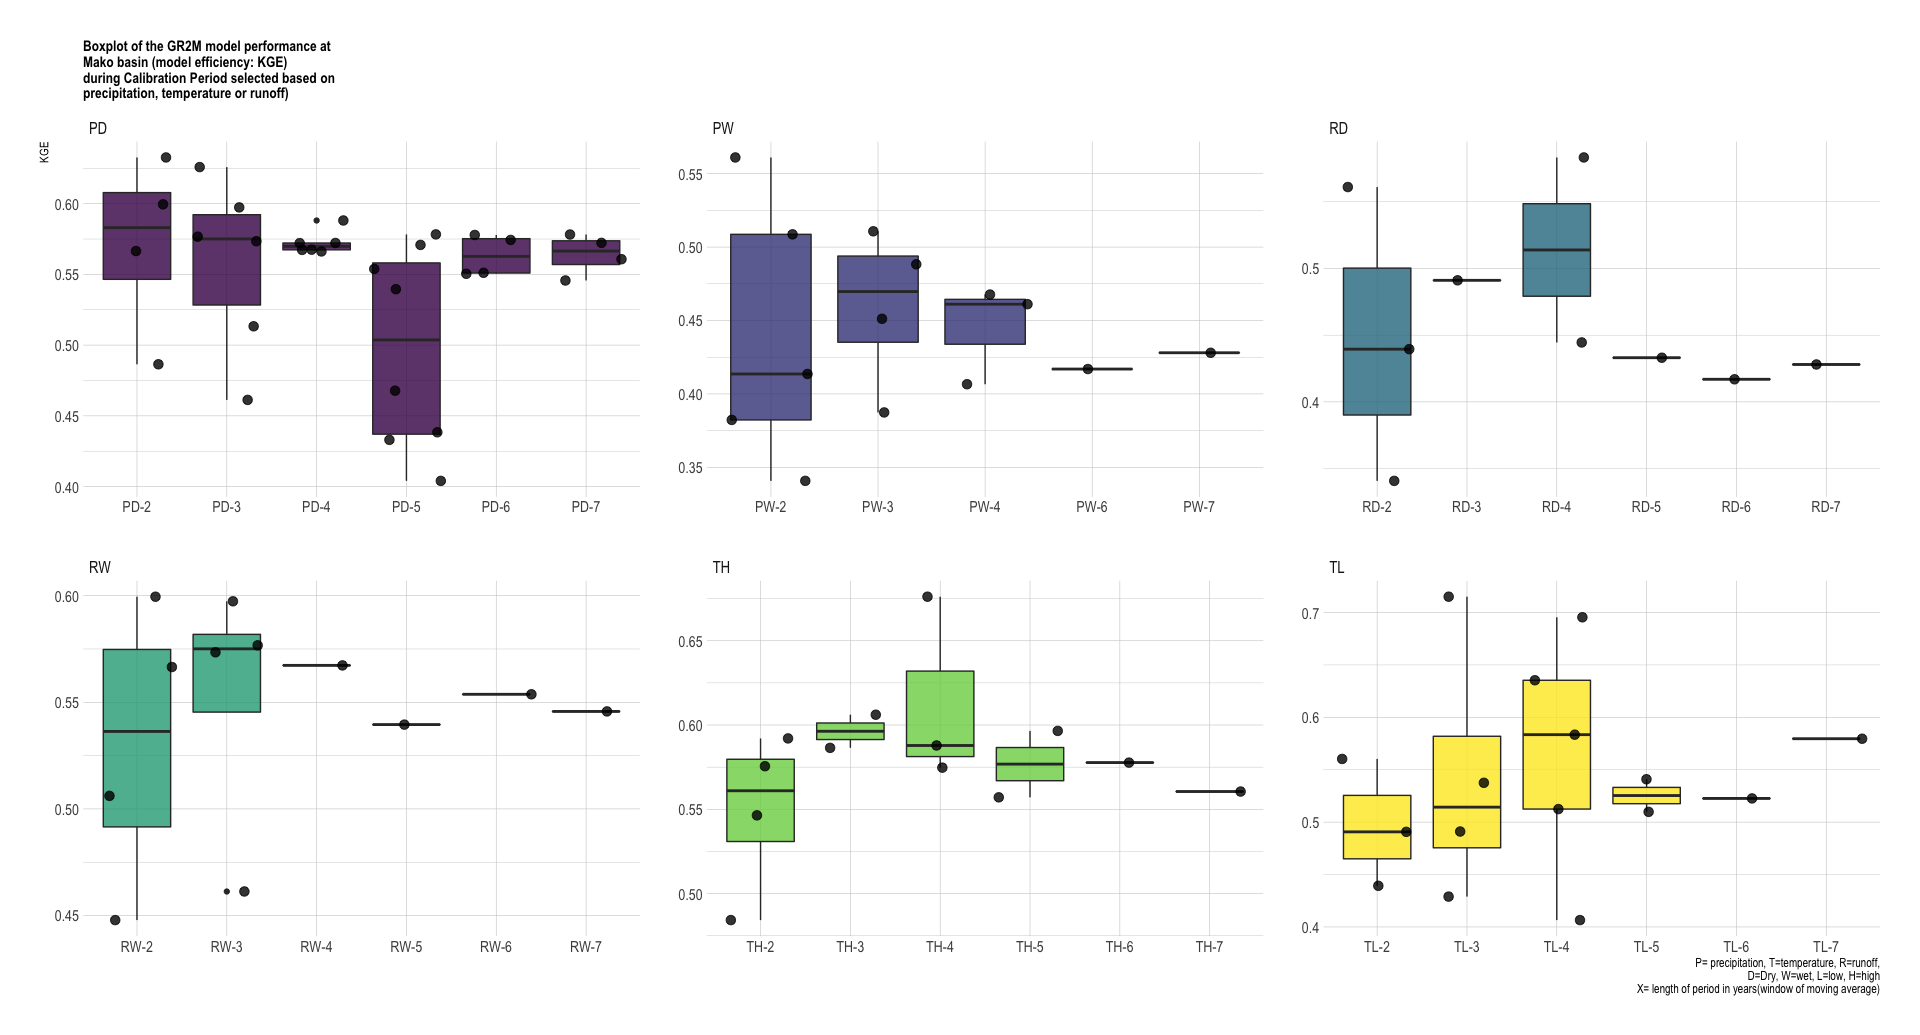 Boxplot of the GR2M model performance at
Mako basin (model efficiency: KGE)
during Calibration Period selected based on
precipitation, temperature or runoff)
KGE
PD
0.60
0.55
0.50
0.45
0.40
PD-2 PD-3 PD-4 PD-5 PD-6 PD-7
PW
0.55
0.50
0.45
0.40
0.35
PW-2 PW-3 PW-4 PW-6 PW-7
RD
0.5
0.4
RD-2 RD-3 RD-4 RD-5 RD-6 RD-7
RW
0.60
0.55
0.50
0.45
RW-2 RW-3 RW-4 RW-5 RW-6 RW-7
TH
0.65
0.60
0.55
0.50
TH-2 TH-3 TH-4 TH-5 TH-6 TH-7
TL
0.7
0.6
0.5
0.4
TL-2 TL-3 TL-4 TL-5 TL-6 TL-7
P= precipitation, T=temperature, R=runoff,
D=Dry, W=wet, L=low, H=high
X= length of period in years(window of moving average)